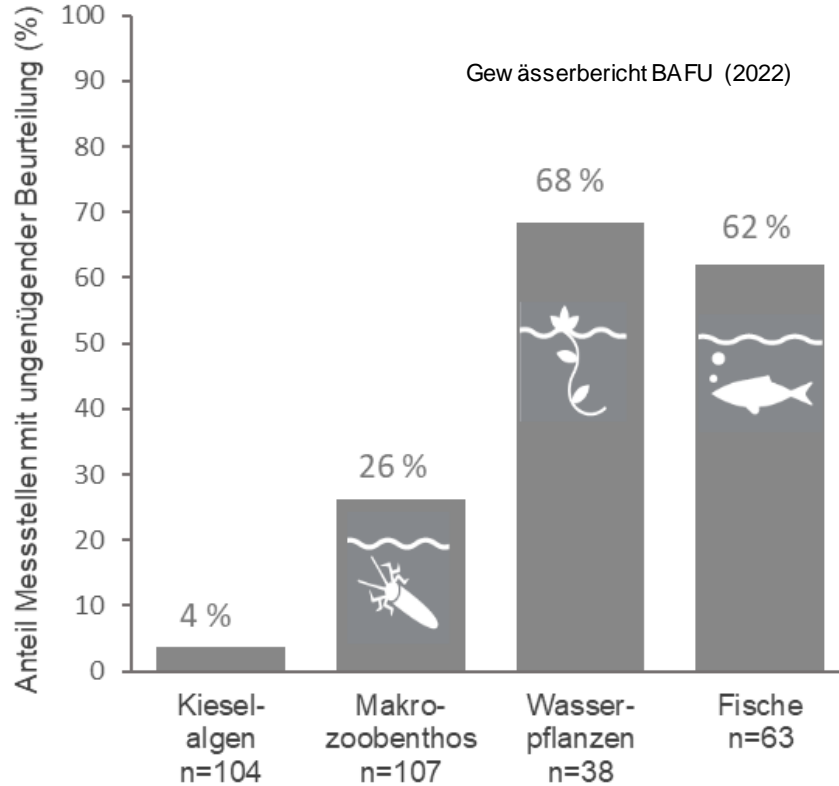 Anteil Messstellen mit ungenügender Beurteilung (%)
100
90
80
70
60
50
40
30
20
10
0
Gew ässerbericht BAFU (2022)
4 %
26 %
68 %
62 %
Kiesel-
algen
n=104
Makro-
zoobenthos
n=107
Wasser-
pflanzen
n=38
Fische
n=63